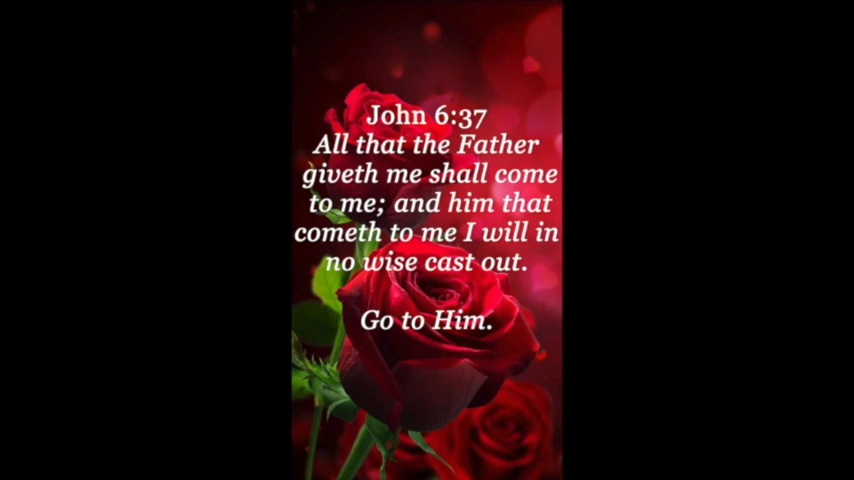 John 6:37
All that the Father
giveth me shall come
to me; and him that
cometh to me I will in
no wise cast out.
Go to Him.